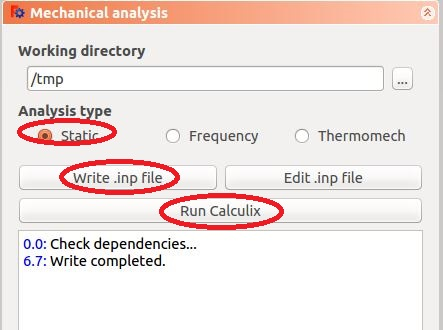 Mechanical analysis
Working directory
/tmp
...
Analysis type
Static Frequency Thermomech
Write .inp file Edit .inp file
Run Calculix
0.0: Check dependencies...
6.7: Write completed.